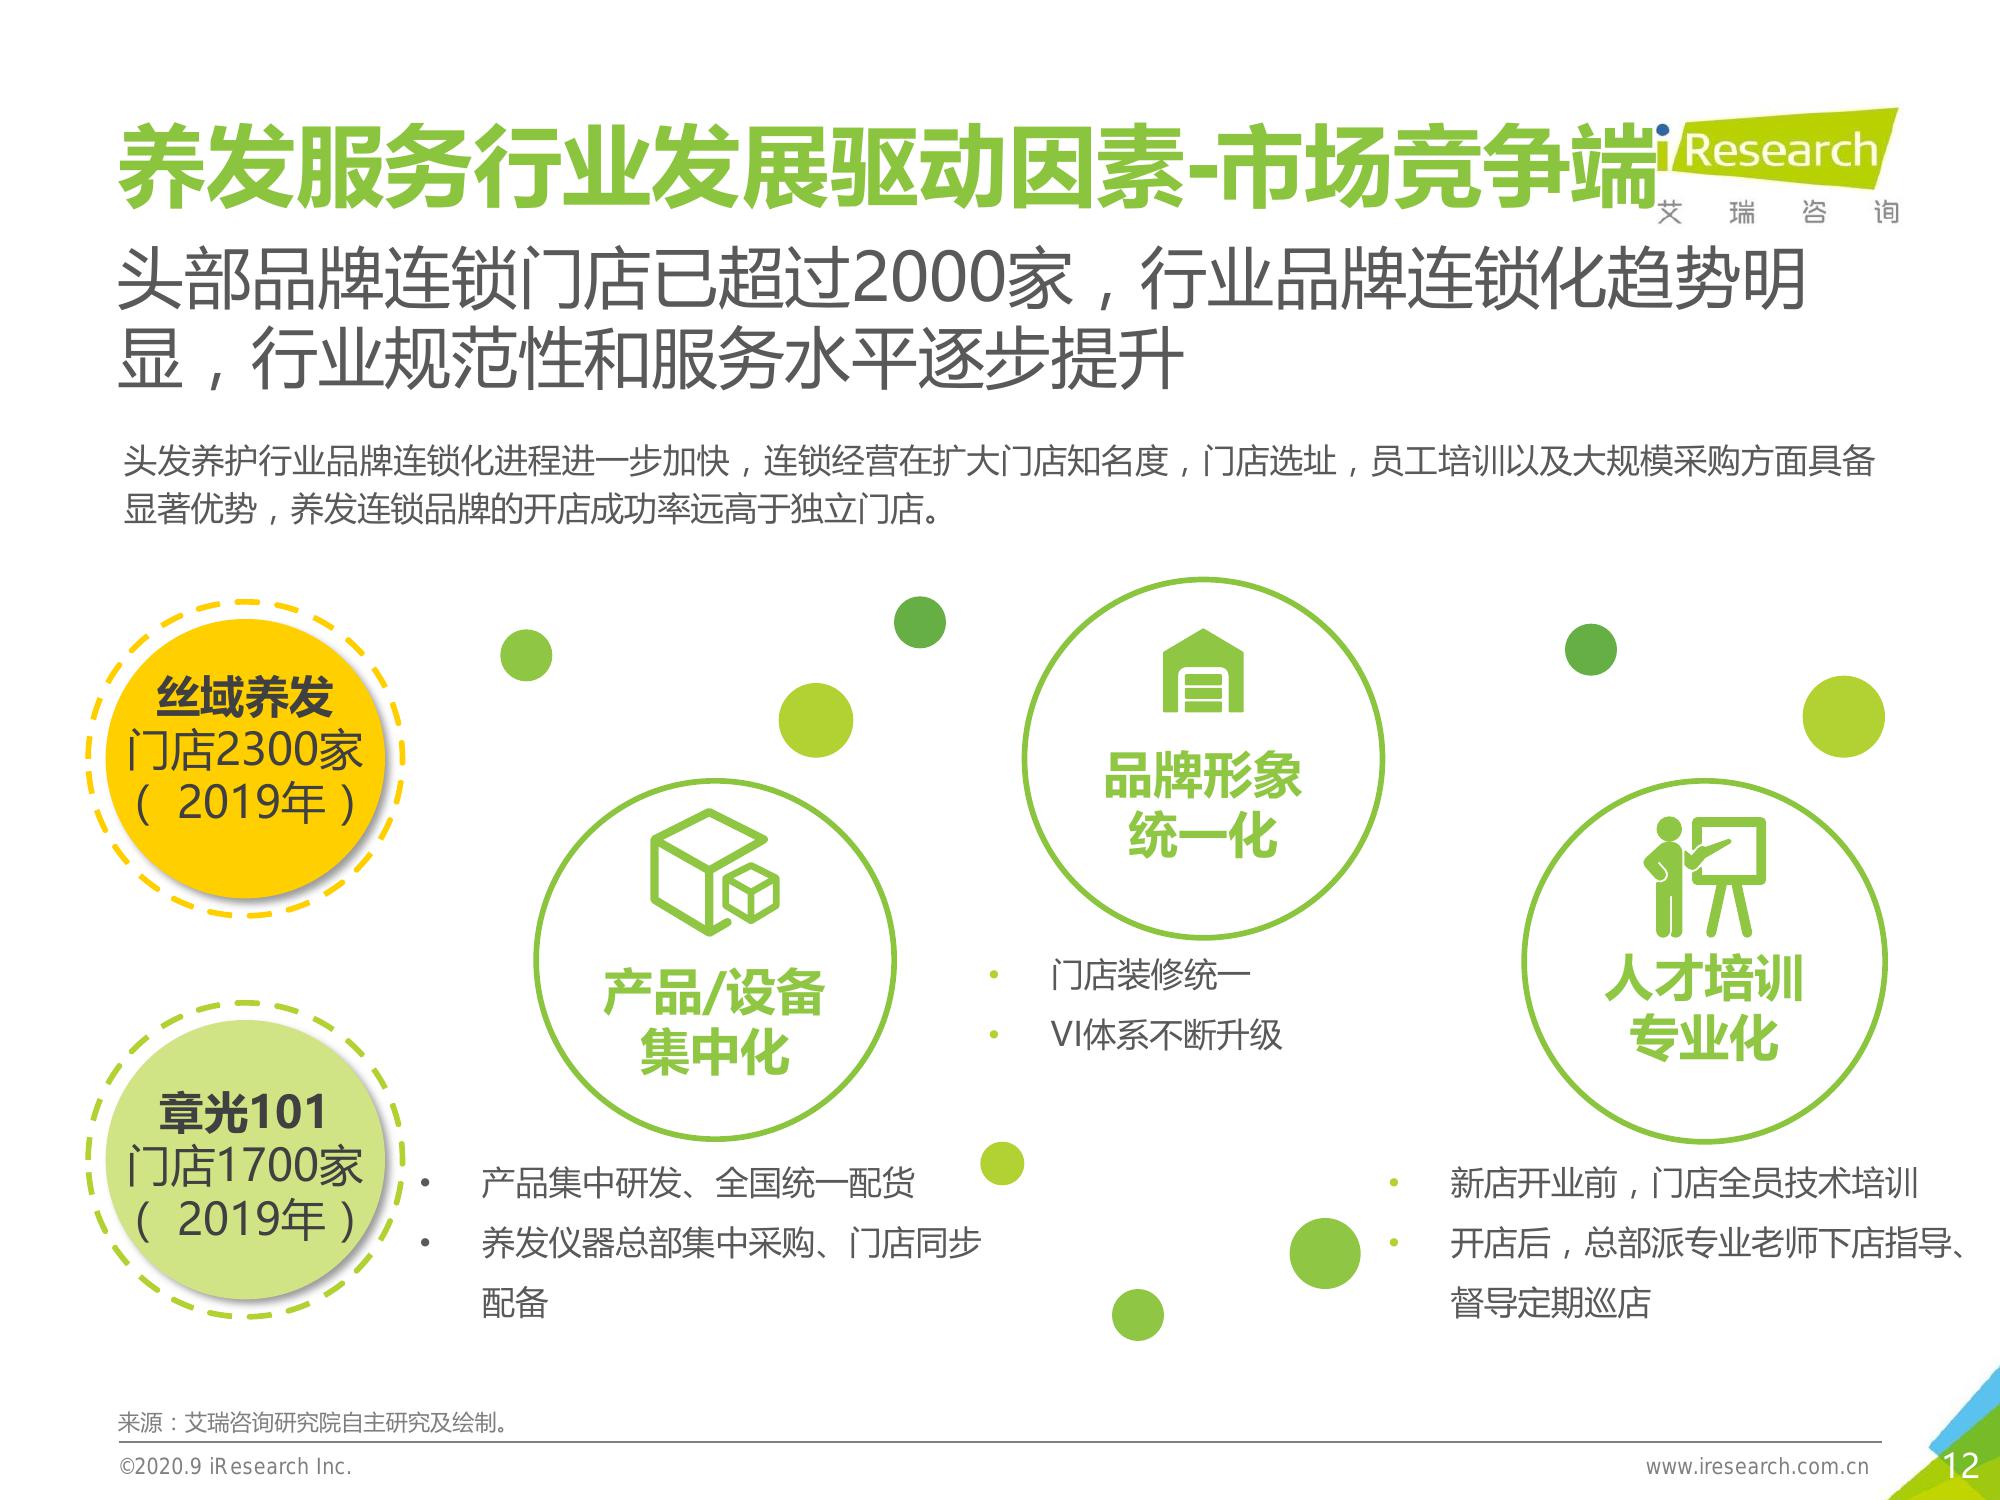 养发服务行业发展驱动因素-市场竞争端
iResearch
艾瑞咨询
头部品牌连锁门店已超过2000家，行业品牌连锁化趋势明
显，行业规范性和服务水平逐步提升
头发养护行业品牌连锁化进程进一步加快，连锁经营在扩大门店知名度，门店选址，员工培训以及大规模采购方面具备
显著优势，养发连锁品牌的开店成功率远高于独立门店。
丝域养发
门店2300家
（ 2019年）
章光101
门店1700家
（ 2019年）
产品/设备
集中化
• 产品集中研发、全国统一配货
• 养发仪器总部集中采购、门店同步
配备
品牌形象
统一化
• 门店装修统一
• VI体系不断升级
人才培训
专业化
• 新店开业前，门店全员技术培训
• 开店后，总部派专业老师下店指导、
督导定期巡店
来源：艾瑞咨询研究院自主研究及绘制。
©2020.9 iResearch Inc.
www.iresearch.com.cn
12